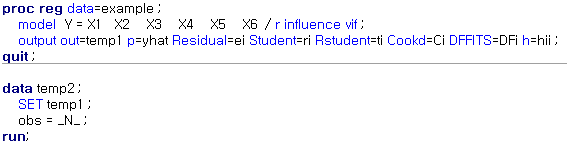 proc reg data=example ;
model Y = X1 X2 X3 X4 X5 X6 / r influence vif ;
output out=temp1 p=yhat Residual=ei Student=ri Rstudent=ti Cookd=Ci DFFITS=DFi h=hii ;
quit ;
data temp2 ;
SET temp1 ;
obs = _N_ ;
run;